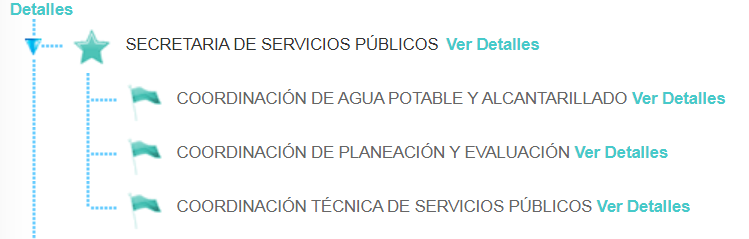 Detalles
SECRETARIA DE SERVICIOS PÚBLICOS Ver Detalles
COORDINACIÓN DE AGUA POTABLE Y ALCANTARILLADO Ver Detalles
COORDINACIÓN DE PLANEACIÓN Y EVALUACIÓN Ver Detalles
COORDINACIÓN TÉCNICA DE SERVICIOS PÚBLICOS Ver Detalles